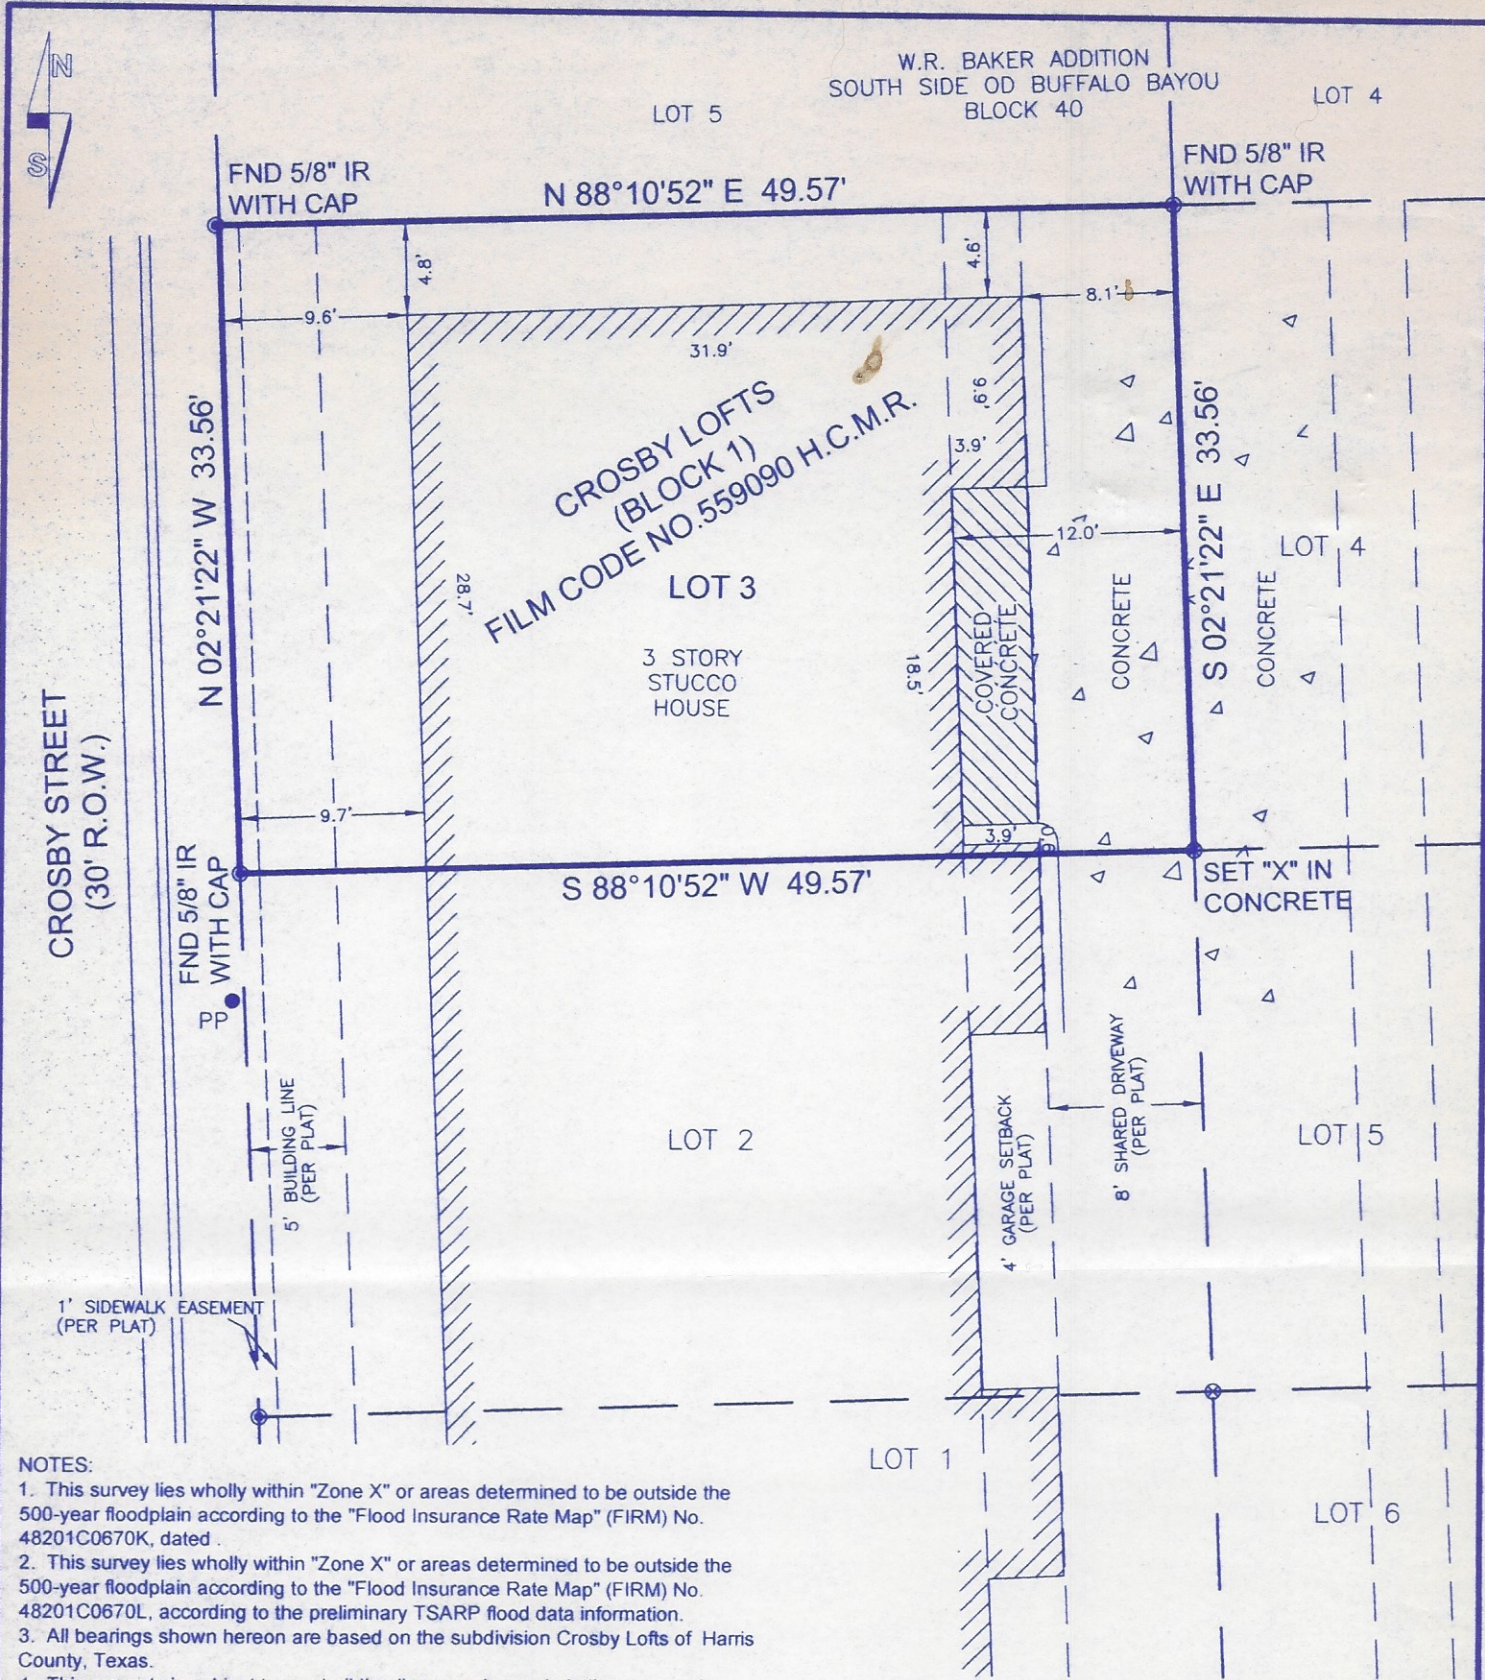 N
S
W.R. BAKER ADDITION
SOUTH SIDE OD BUFFALO BAYOU
BLOCK 40
LOT 5
LOT 4
FND 5/8" IR
WITH CAP
N 88°10'52" E 49.57'
FND 5/8" IR
WITH CAP
4.8'
4.6'
9.6'
8.1'
31.9'
9.9'
3.9'
CROSBY LOFTS
(BLOCK 1)
FILM CODE NO.559090 H.C.M.R.
N 02°21'22" W 33.56'
S 02°21'22" E 33.56'
12.0'
LOT 4
28.7'
LOT 3
3 STORY
STUCCO
HOUSE
18.5'
COVERED
CONCRETE
CONCRETE
CONCRETE
CROSBY STREET
(30' R.O.W.)
9.7'
3.9'
FND 5/8" IR
WITH CAP
S 88°10'52" W 49.57'
SET "X" IN
CONCRETE
PP
5' BUILDING LINE
(PER PLAT)
LOT 2
4' GARAGE SETBACK
(PER PLAT)
8' SHARED DRIVEWAY
(PER PLAT)
LOT 5
1' SIDEWALK EASEMENT
(PER PLAT)
LOT 1
LOT 6
NOTES:
1. This survey lies wholly within "Zone X" or areas determined to be outside the
500-year floodplain according to the "Flood Insurance Rate Map" (FIRM) No.
48201C0670K, dated .
2. This survey lies wholly within "Zone X" or areas determined to be outside the
500-year floodplain according to the "Flood Insurance Rate Map" (FIRM) No.
48201C0670L, according to the preliminary TSARP flood data information.
3. All bearings shown hereon are based on the subdivision Crosby Lofts of Harris
County, Texas.